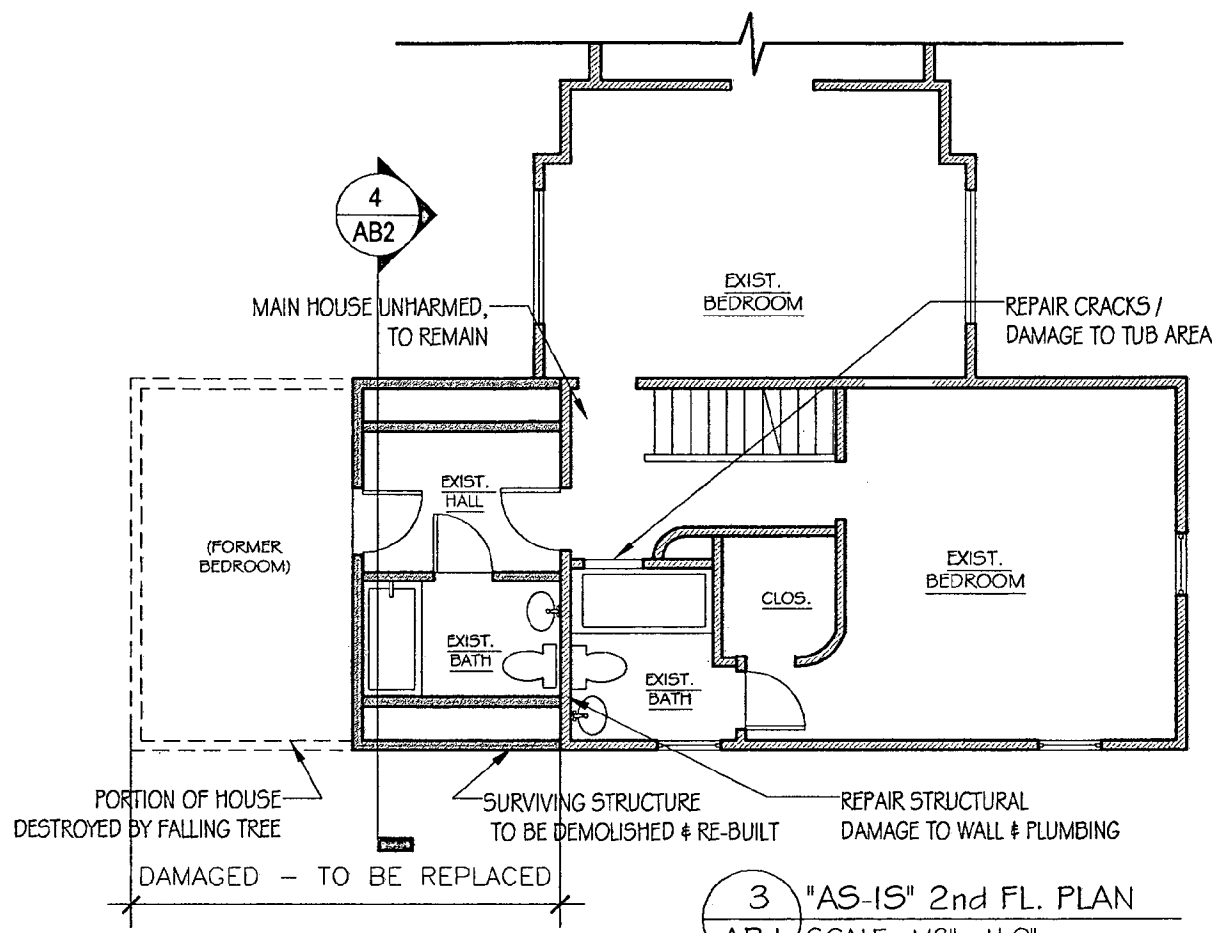 4
AB2
EXIST.
BEDROOM
MAIN HOUSE UNHARMED,
TO REMAIN
REPAIR CRACKS /
DAMAGE TO TUB AREA
EXIST.
HALL
(FORMER
BEDROOM)
EXIST.
BEDROOM
CLOS.
EXIST.
BATH
EXIST.
BATH
PORTION OF HOUSE
DESTROYED BY FALLING TREE
SURVIVING STRUCTURE
TO BE DEMOLISHED & RE-BUILT
REPAIR STRUCTURAL
DAMAGE TO WALL & PLUMBING
DAMAGED - TO BE REPLACED
3
"AS-IS" 2nd FL. PLAN